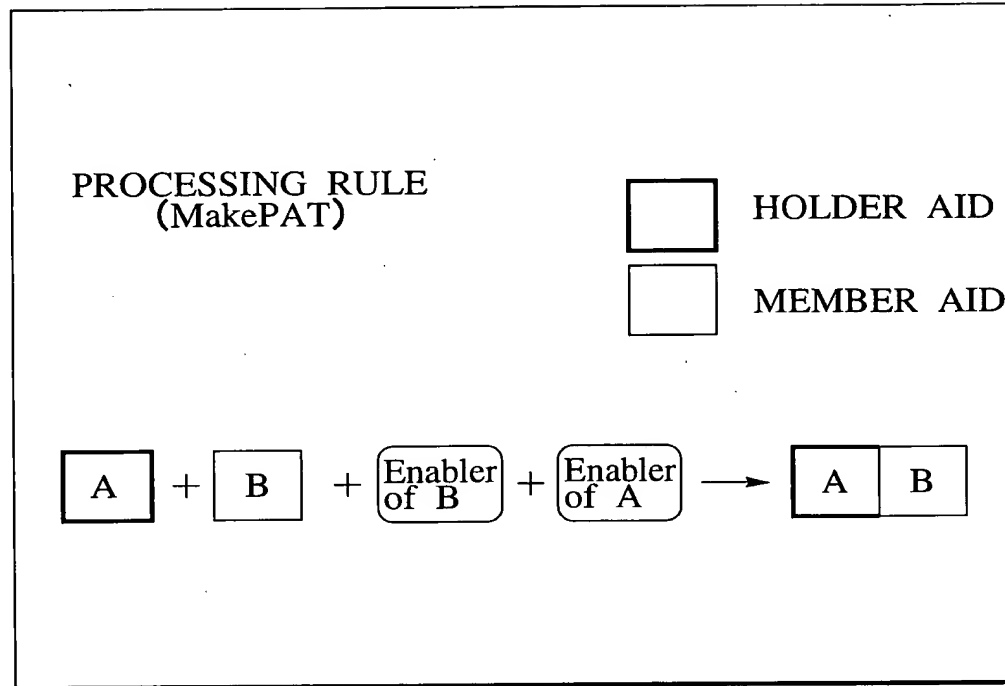 PROCESSING RULE
(MakePAT)
HOLDER AID
MEMBER AID
A + B + Enabler of B + Enabler of A → A B